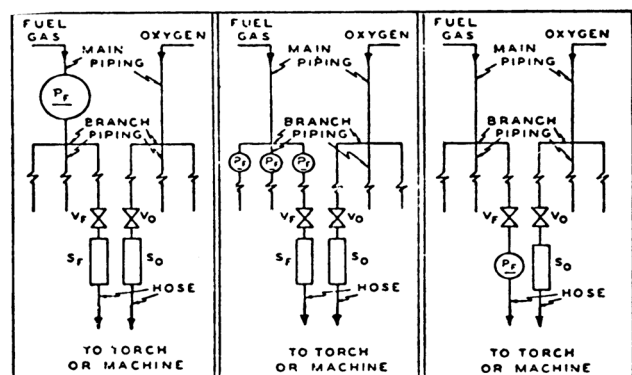 FUEL
GAS OXYGEN
MAIN
PIPING
PF
BRANCH
PIPING
VF VO
SF SO
HOSE
TO TORCH
OR MACHINE
FUEL
GAS OXYGEN
MAIN
PIPING
BRANCH
PIPING
PF PF PF
VF VO
SF SO
HOSE
TO TORCH
OR MACHINE
FUEL
GAS OXYGEN
MAIN
PIPING
BRANCH
PIPING
VF VO
PF SO
HOSE
TO TORCH
OR MACHINE